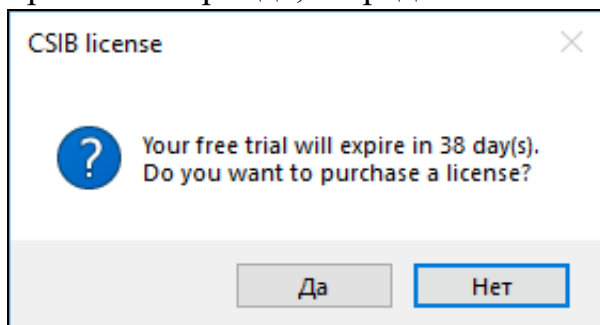 CSIB license
Your free trial will expire in 38 day(s).
Do you want to purchase a license?
Да
Нет